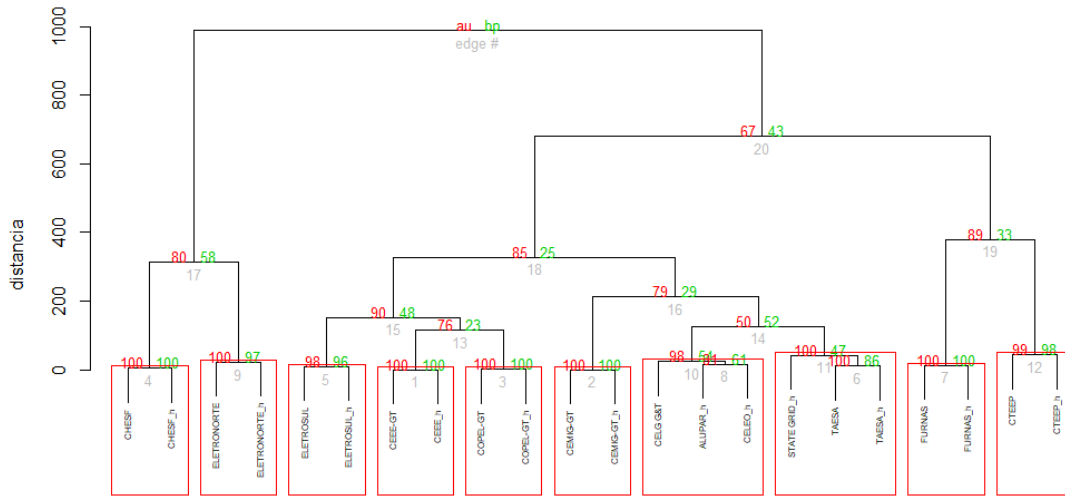 1000
800
600
400
200
0
distancia
au bp
edge #
67 43
20
89 33
19
85 25
18
80 58
17
79 29
16
90 48
15
50 52
14
76 23
13
99 98
12
100 47
11
98 54
10
100 97
9
91 61
8
100 100
7
100 86
6
98 96
5
100 100
4
100 100
3
100 100
2
100 100
1
CHESF
CHESF_h
ELETRONORTE
ELETRONORTE_h
ELETROSUL
ELETROSUL_h
CEEE-GT
CEEE_h
COPEL-GT
COPEL-GT_h
CEMIG-GT
CEMIG-GT_h
CELG G&T
ALUPAR_h
CELEO_h
STATE GRID_h
TAESA
TAESA_h
FURNAS
FURNAS_h
CTEEP
CTEEP_h